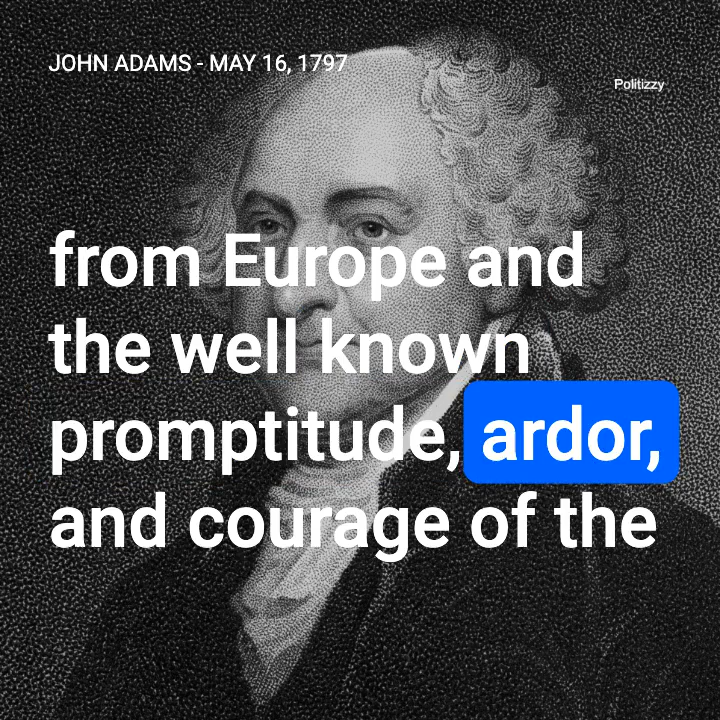 JOHN ADAMS - MAY 16, 1797
Politizzy
from Europe and
the well known
promptitude, ardor,
and courage of the